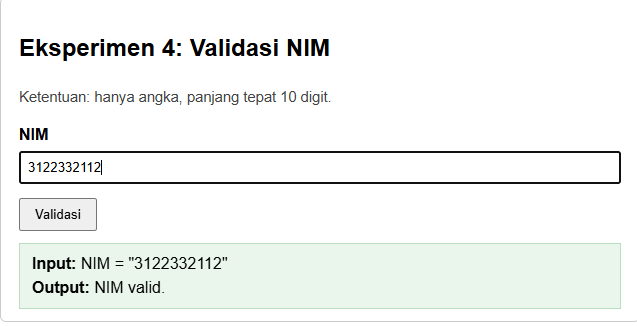 Eksperimen 4: Validasi NIM
Ketentuan: hanya angka, panjang tepat 10 digit.
NIM
3122332112
Validasi
Input: NIM = "3122332112"
Output: NIM valid.